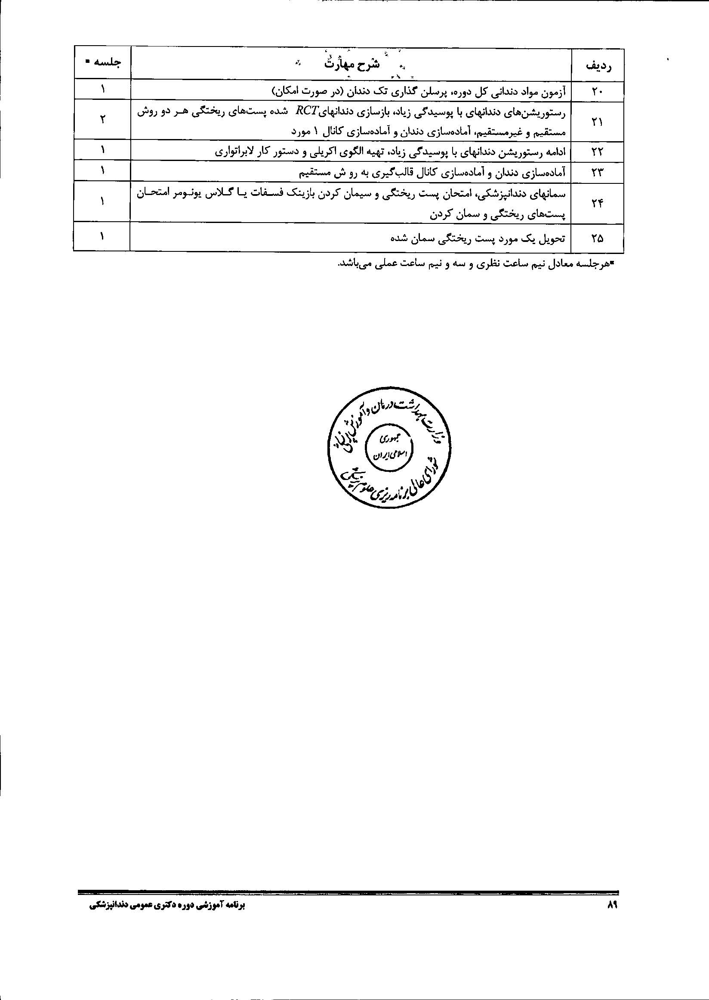 ردیف شرح مهارت جلسه
۲۰ آزمون مواد دندانی کل دوره، پرسلن گذاری تک دندان (در صورت امکان) ۱
۲۱ رستوریشن‌های دندانهای با پوسیدگی زیاد، بازسازی دندانهای RCT شده پست‌های ریختگی هر دو روش ۲
مستقیم و غیرمستقیم، آماده‌سازی دندان و آماده‌سازی کانال ۱ مورد
۲۲ ادامه رستوریشن دندانهای با پوسیدگی زیاد، تهیه الگوی اکریلی و دستور کار لابراتواری ۱
۲۳ آماده‌سازی دندان و آماده‌سازی کانال قالب‌گیری به رو ش مستقیم ۱
۲۴ سمانهای دندانپزشکی، امتحان پست ریختگی و سیمان کردن بازینک فسفات یا گلاس یونومر امتحان ۱
پست‌های ریختگی و سمان کردن
۲۵ تحویل یک مورد پست ریختگی سمان شده ۱
هرجلسه معادل نیم ساعت نظری و سه و نیم ساعت عملی می‌باشد.
وزارت بهداشت درمان و آموزش پزشکی
جمهوری
اسلامی ایران
شورای عالی برنامه ریزی علوم پزشکی
۸۹ برنامه آموزشی دوره دکتری عمومی دندانپزشکی